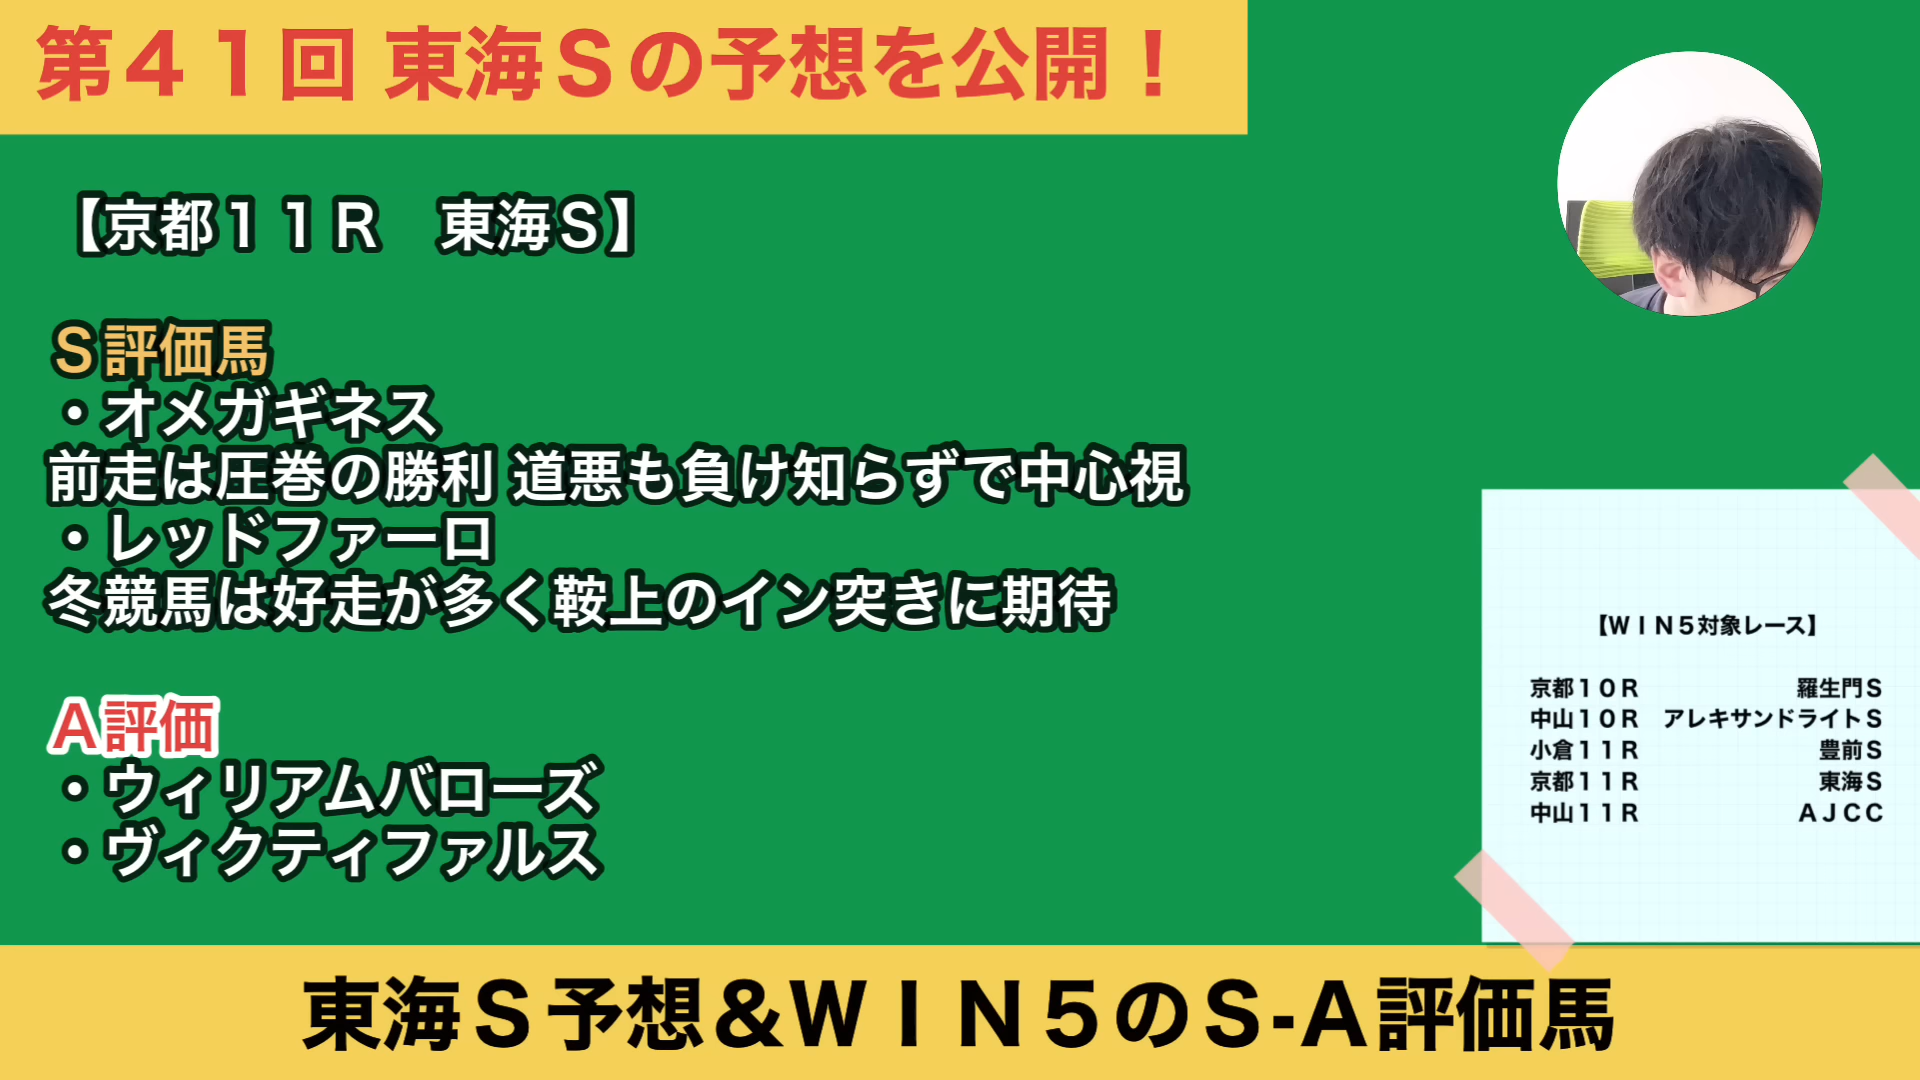 第４１回 東海Ｓの予想を公開！
【京都１１Ｒ　東海Ｓ】
Ｓ評価馬
・オメガギネス
前走は圧巻の勝利 道悪も負け知らずで中心視
・レッドファーロ
冬競馬は好走が多く鞍上のイン突きに期待
Ａ評価
・ウィリアムバローズ
・ヴィクティファルス
【ＷＩＮ５対象レース】
京都１０Ｒ　羅生門Ｓ
中山１０Ｒ　アレキサンドライトＳ
小倉１１Ｒ　豊前Ｓ
京都１１Ｒ　東海Ｓ
中山１１Ｒ　ＡＪＣＣ
東海Ｓ予想＆ＷＩＮ５のＳ-Ａ評価馬